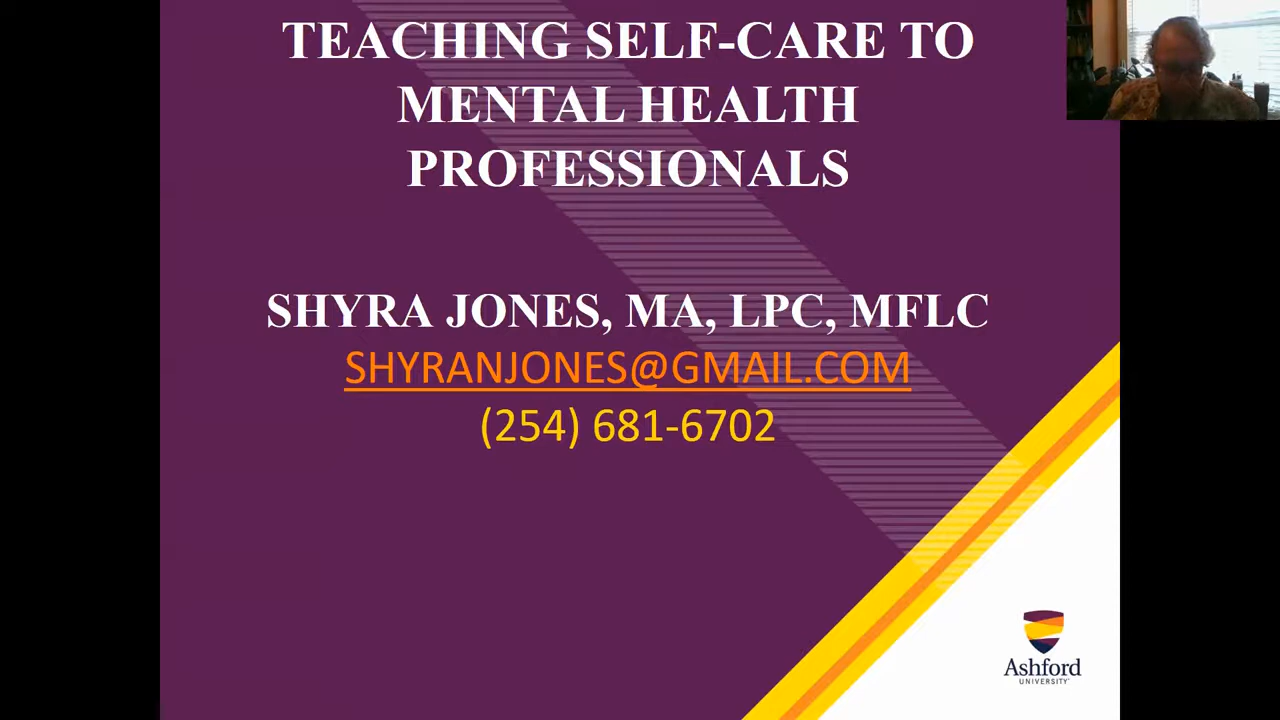 TEACHING SELF-CARE TO
MENTAL HEALTH
PROFESSIONALS
SHYRA JONES, MA, LPC, MFLC
SHYRANJONES@GMAIL.COM
(254) 681-6702
Ashford
UNIVERSITY